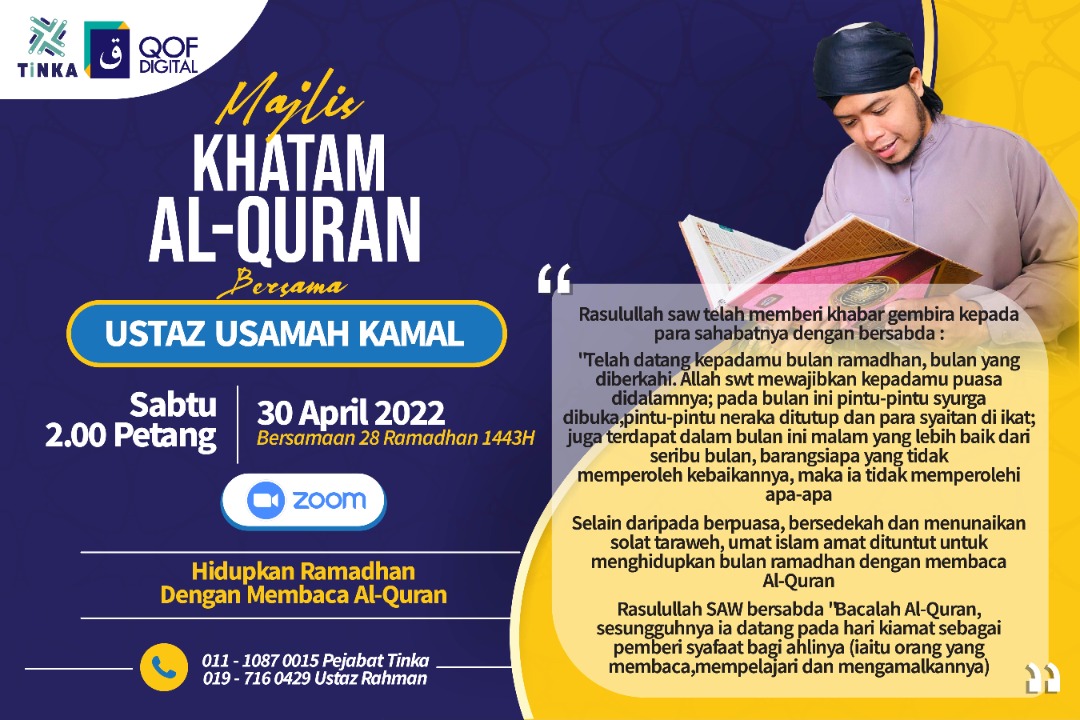 TiNKA
ق
QOF
DIGITAL
Majlis
KHATAM
AL-QURAN
Bersama
USTAZ USAMAH KAMAL
Sabtu
2.00 Petang
30 April 2022
Bersamaan 28 Ramadhan 1443H
zoom
Hidupkan Ramadhan
Dengan Membaca Al-Quran
011 - 1087 0015 Pejabat Tinka
019 - 716 0429 Ustaz Rahman
“
Rasulullah saw telah memberi khabar gembira kepada
para sahabatnya dengan bersabda :
"Telah datang kepadamu bulan ramadhan, bulan yang
diberkahi. Allah swt mewajibkan kepadamu puasa
didalamnya; pada bulan ini pintu-pintu syurga
dibuka,pintu-pintu neraka ditutup dan para syaitan di ikat;
juga terdapat dalam bulan ini malam yang lebih baik dari
seribu bulan, barangsiapa yang tidak
memperoleh kebaikannya, maka ia tidak memperolehi
apa-apa
Selain daripada berpuasa, bersedekah dan menunaikan
solat taraweh, umat islam amat dituntut untuk
menghidupkan bulan ramadhan dengan membaca
Al-Quran
Rasulullah SAW bersabda "Bacalah Al-Quran,
sesungguhnya ia datang pada hari kiamat sebagai
pemberi syafaat bagi ahlinya (iaitu orang yang
membaca,mempelajari dan mengamalkannya)
”